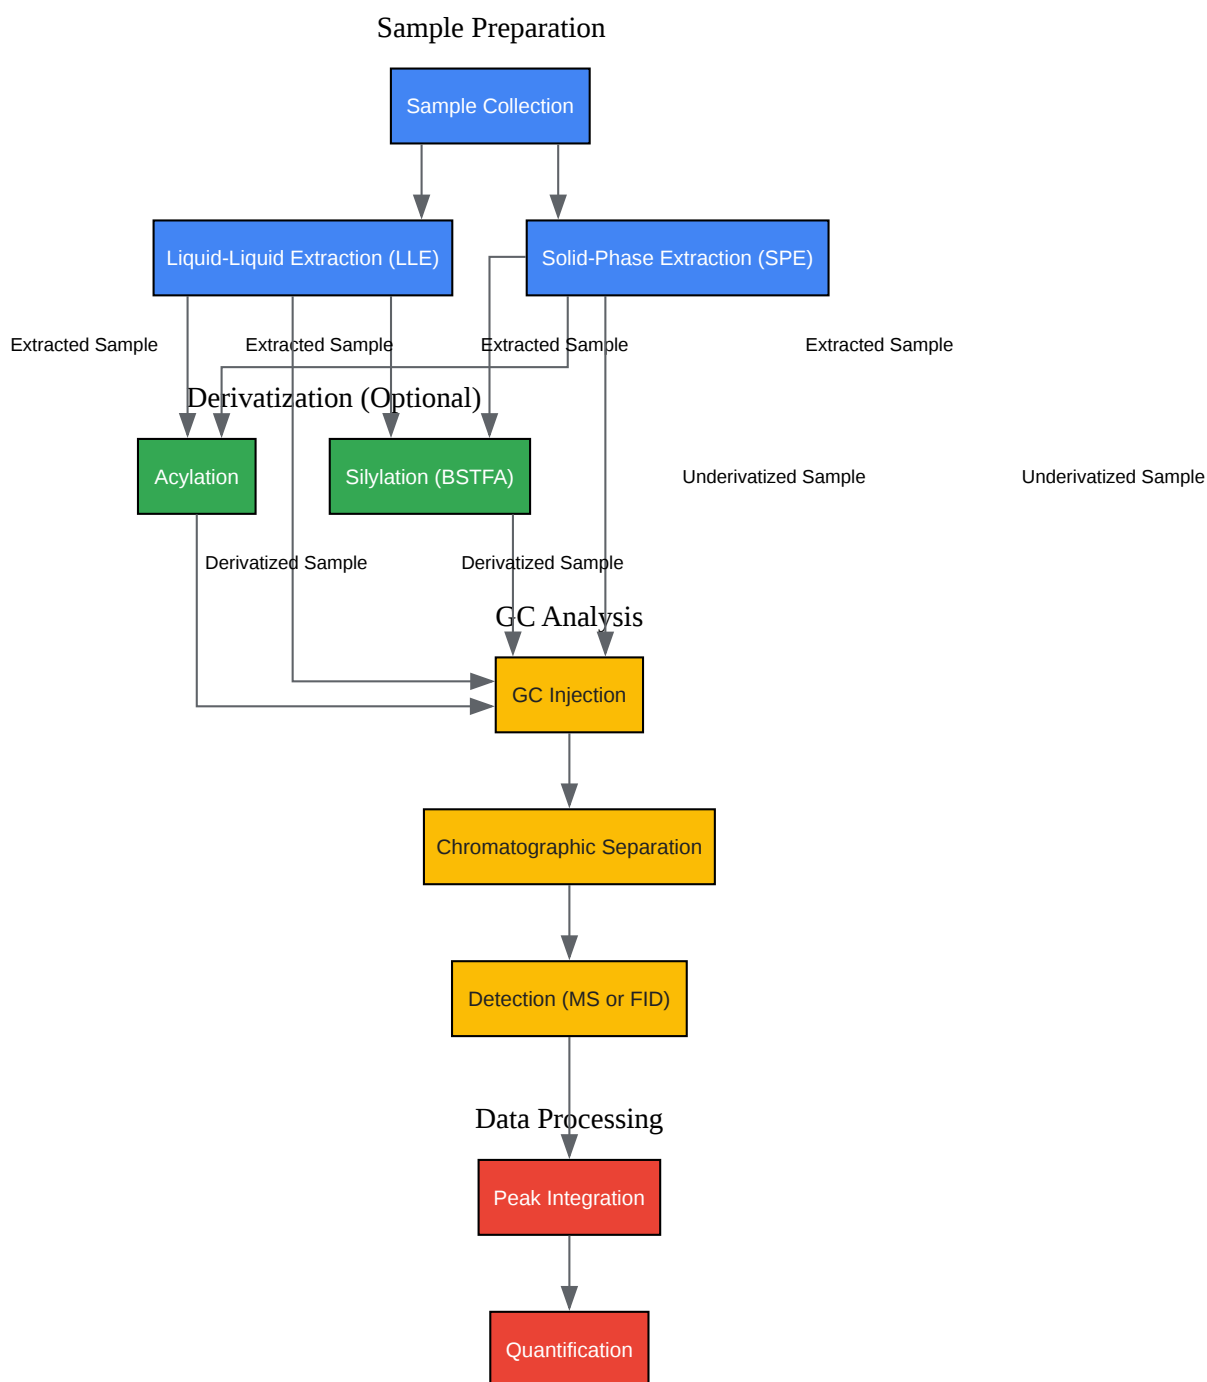 Sample Preparation
Sample Collection
Liquid-Liquid Extraction (LLE)
Solid-Phase Extraction (SPE)
Extracted Sample
Extracted Sample
Extracted Sample
Extracted Sample
Derivatization (Optional)
Acylation
Silylation (BSTFA)
Underivatized Sample
Underivatized Sample
Derivatized Sample
Derivatized Sample
GC Analysis
GC Injection
Chromatographic Separation
Detection (MS or FID)
Data Processing
Peak Integration
Quantification